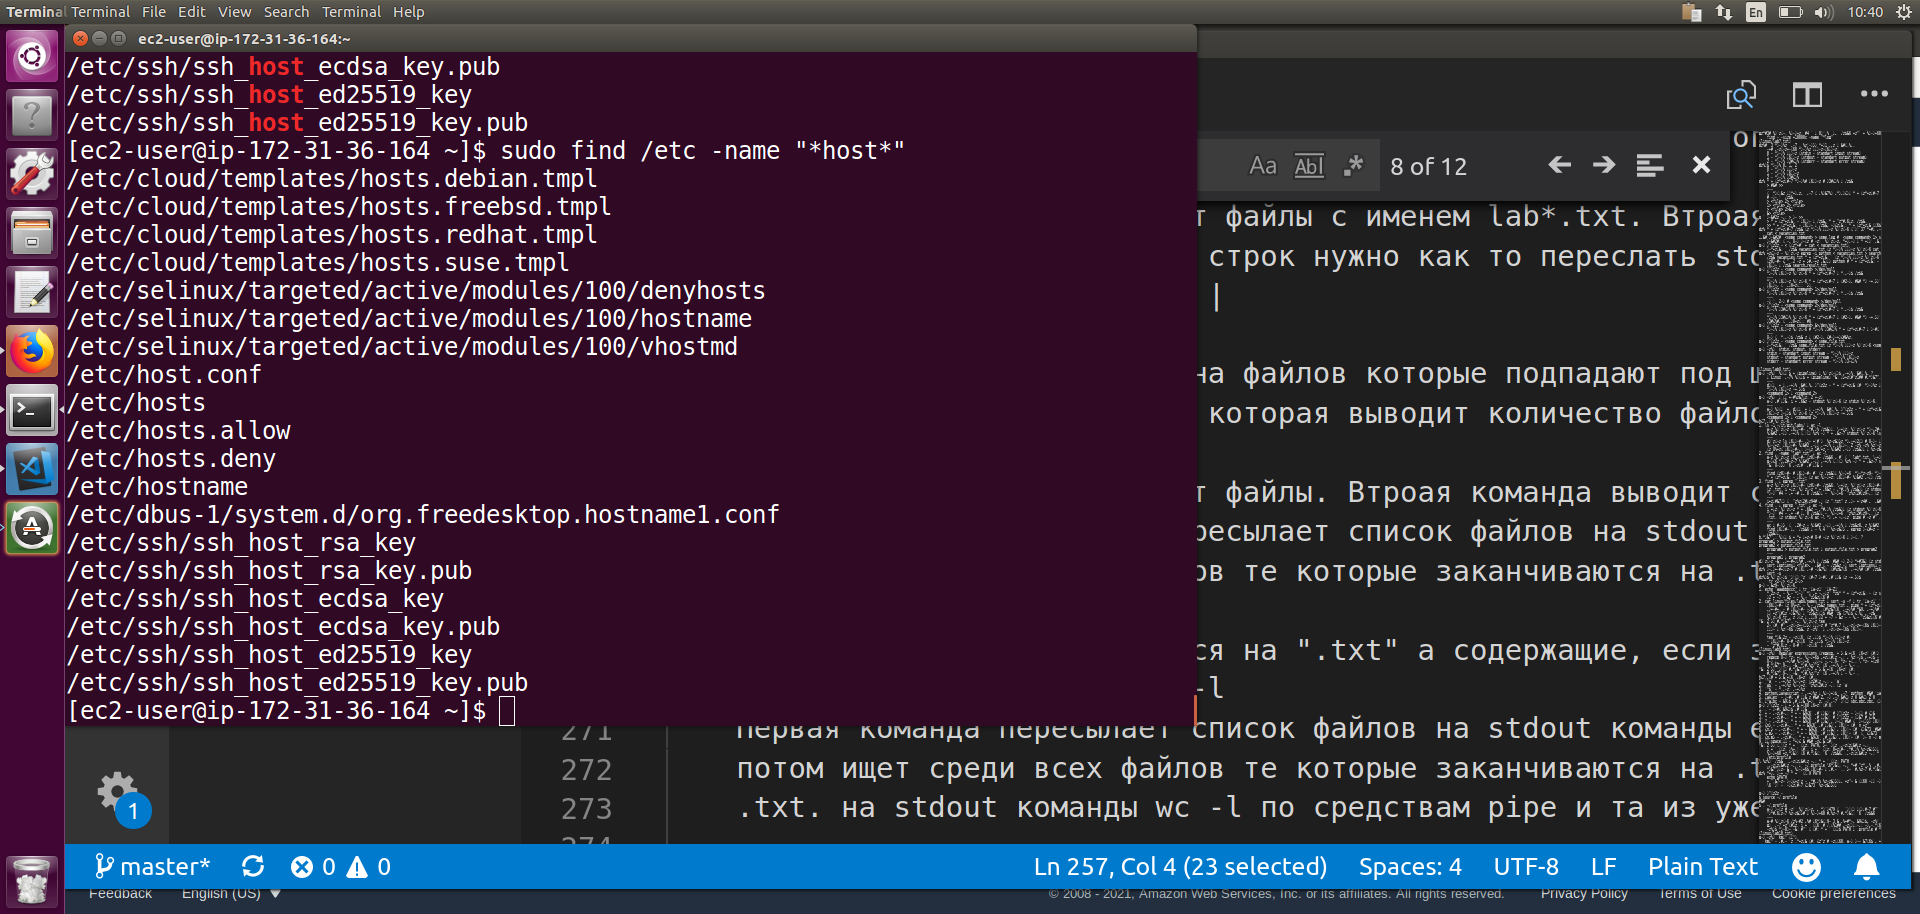 Terminal Terminal File Edit View Search Terminal Help
En 10:40
ec2-user@ip-172-31-36-164:~
/etc/ssh/ssh_host_ecdsa_key.pub
/etc/ssh/ssh_host_ed25519_key
/etc/ssh/ssh_host_ed25519_key.pub
[ec2-user@ip-172-31-36-164 ~]$ sudo find /etc -name "*host*"
/etc/cloud/templates/hosts.debian.tmpl
/etc/cloud/templates/hosts.freebsd.tmpl
/etc/cloud/templates/hosts.redhat.tmpl
/etc/cloud/templates/hosts.suse.tmpl
/etc/selinux/targeted/active/modules/100/denyhosts
/etc/selinux/targeted/active/modules/100/hostname
/etc/selinux/targeted/active/modules/100/vhostmd
/etc/host.conf
/etc/hosts
/etc/hosts.allow
/etc/hosts.deny
/etc/hostname
/etc/dbus-1/system.d/org.freedesktop.hostname1.conf
/etc/ssh/ssh_host_rsa_key
/etc/ssh/ssh_host_rsa_key.pub
/etc/ssh/ssh_host_ecdsa_key
/etc/ssh/ssh_host_ecdsa_key.pub
/etc/ssh/ssh_host_ed25519_key
/etc/ssh/ssh_host_ed25519_key.pub
[ec2-user@ip-172-31-36-164 ~]$
Aa Abl .* 8 of 12
файлы с именем lab*.txt. Втроая
строк нужно как то переслать std
|
на файлов которые подпадают под
которая выводит количество файло
файлы. Втроая команда выводит
ресылает список файлов на stdout
ов те которые заканчиваются на .t
ся на ".txt" а содержащие, если
-l
271 Первая команда пересылает список файлов на stdout команды
272 потом ищет среди всех файлов те которые заканчиваются на .t
273 .txt. на stdout команды wc -l по средствам pipe и та из уже
274
1
master* 0 0 Ln 257, Col 4 (23 selected) Spaces: 4 UTF-8 LF Plain Text
Feedback English (US) © 2008 - 2021, Amazon Web Services, Inc. or its affiliates. All rights reserved. Privacy Policy Terms of Use Cookie preferences